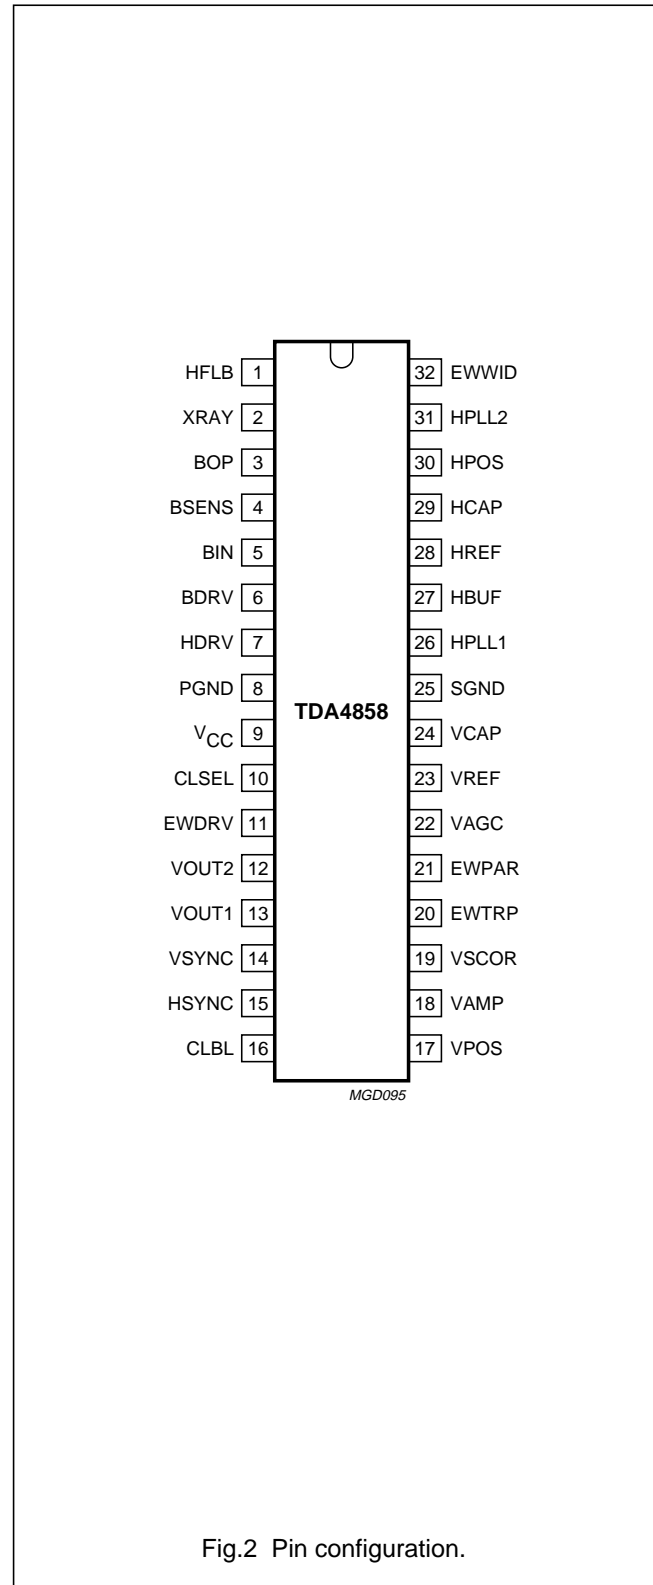 HFLB 1 32 EWWID
XRAY 2 31 HPLL2
BOP 3 30 HPOS
BSENS 4 29 HCAP
BIN 5 28 HREF
BDRV 6 27 HBUF
HDRV 7 26 HPLL1
PGND 8 25 SGND
TDA4858
VCC 9 24 VCAP
CLSEL 10 23 VREF
EWDRV 11 22 VAGC
VOUT2 12 21 EWPAR
VOUT1 13 20 EWTRP
VSYNC 14 19 VSCOR
HSYNC 15 18 VAMP
CLBL 16 17 VPOS
MGD095
Fig.2 Pin configuration.